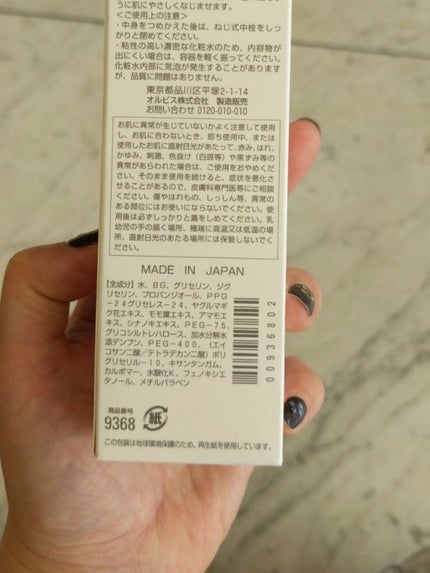 うに肌にやさしくなじませます。
<ご使用上の注意>
・中身をつめかえた後は、ねじ式中栓をしっ
かりと閉めてください。
・粘性の高い濃密な化粧水のため、内容物が
出にくい場合は、容器を軽く振ってください。
化粧水内部に気泡が発生することがあります
が、品質に問題はありません。
東京都品川区平塚2-1-14
オルビス株式会社 製造販売
お問い合わせ 0120-010-010
お肌に異常が生じていないかよく注意して使用
し、お肌に合わないとき、即ち使用中、または
使用したお肌に直射日光があたって、赤み、はれ、
かゆみ、刺激、色抜け(白斑等)や黒ずみ等の
異常があらわれた場合は、ご使用をおやめくだ
さい。そのまま使用を続けると、症状を悪化さ
せることがあるので、皮膚科専門医等にご相談
ください。傷やはれもの、しっしん等、異常の
ある部位にはお使いにならないでください。使
用後は必ずしっかりと蓋をしめてください。乳
幼児の手の届く場所、極端に高温又は低温の場
所、直射日光のあたる場所には保管しないでく
ださい。
MADE IN JAPAN
【全成分】水、BG、グリセリン、ジグ
リセリン、プロパンジオール、PPG
-24グリセレス-24、ヤグルマギ
ク花エキス、モモ葉エキス、アマモエ
キス、シナノキエキス、PEG-75、
グリコシルトレハロース、加水分解水
添デンプン、PEG-400、(エイ
コサン二酸/テトラデカン二酸)ポリ
グリセリル-10、キサンタンガム、
カルボマー、水酸化K、フェノキシエ
タノール、メチルパラベン
00936802
商品番号
9368
紙
この包装は地球環境保護のため、再生紙を使用しています。